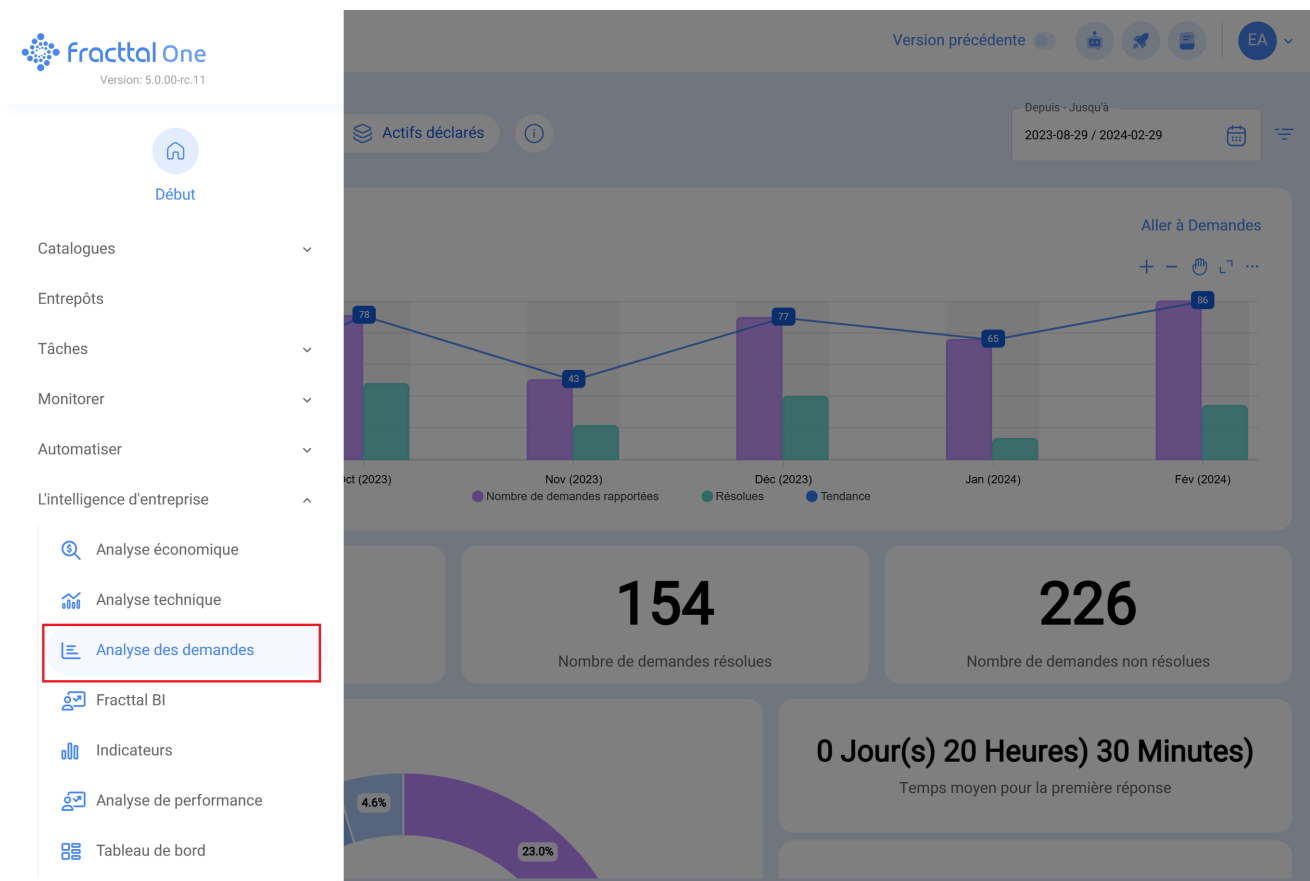 fracttal One
Version: 5.0.00-rc.11
Début
Catalogues
Entrepôts
Tâches
Monitorer
Automatiser
L'intelligence d'entreprise
Analyse économique
Analyse technique
Analyse des demandes
Fracttal BI
Indicateurs
Analyse de performance
Tableau de bord
Version précédente
EA
Actifs déclarés
Depuis - Jusqu'à
2023-08-29 / 2024-02-29
Aller à Demandes
78
43
77
65
86
ct (2023)
Nov (2023)
Déc (2023)
Jan (2024)
Fév (2024)
Nombre de demandes rapportées
Résolues
Tendance
154
Nombre de demandes résolues
226
Nombre de demandes non résolues
4.6%
23.0%
0 Jour(s) 20 Heures) 30 Minutes)
Temps moyen pour la première réponse